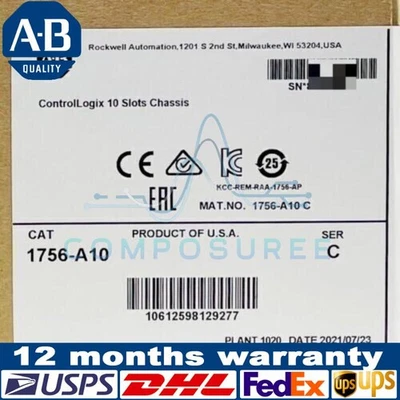 A-B
QUALITY
Rockwell Automation,1201 S 2nd St,Milwaukee,WI 53204,USA
SN*
ControlLogix 10 Slots Chassis
CE
25
KCC-REM-RAA-1756-AP
EAC
MAT.NO. 1756-A10 C
COMPOSUREE
CAT
PRODUCT OF U.S.A.
SER
1756-A10
C
10612598129277
PLANT 1020 DATE 2021/07/23
12 months warranty
USPS
DHL
FedEx
ups
ups